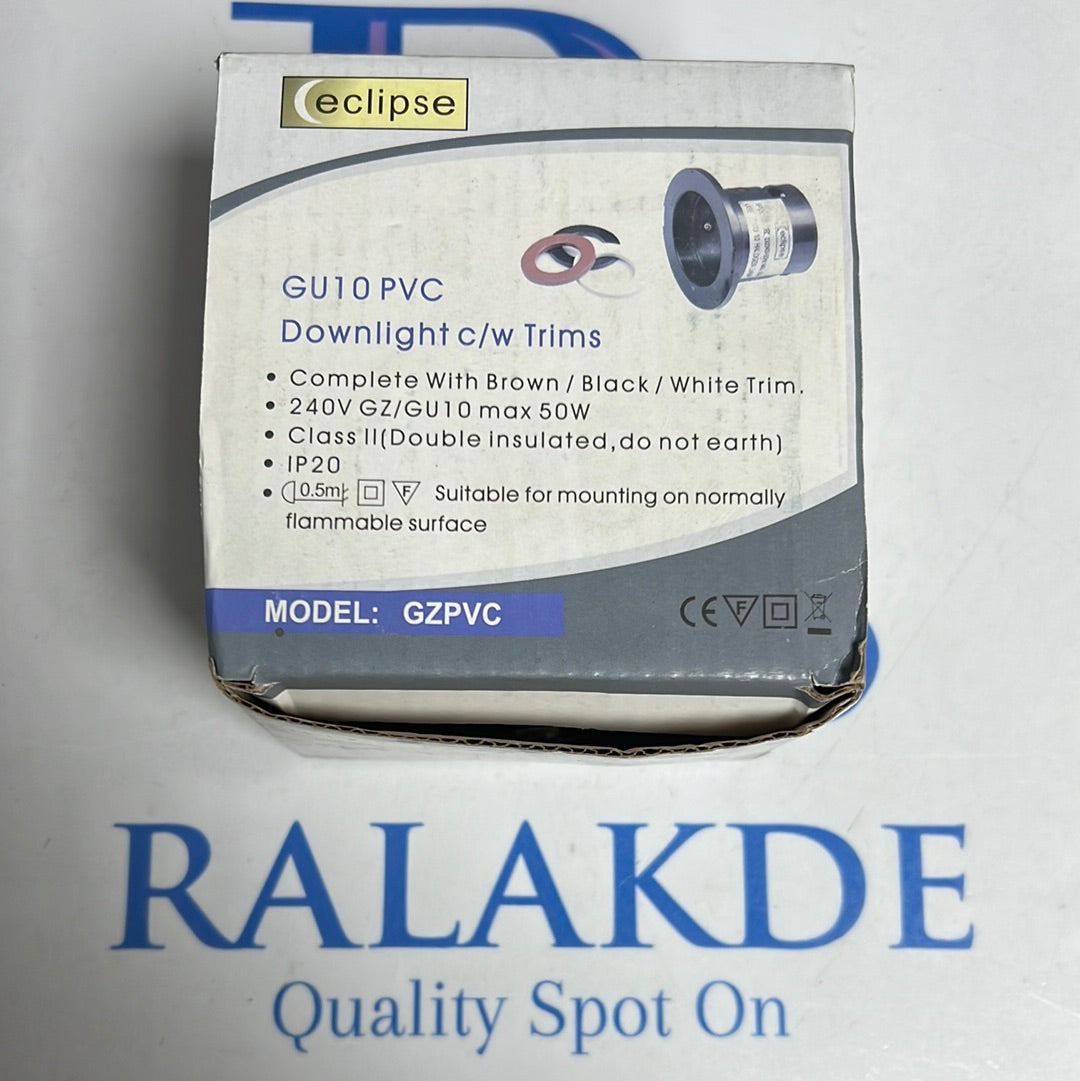 eclipse
eclipse
GU10 PVC
Downlight c/w Trims
• Complete With Brown / Black / White Trim.
• 240V GZ/GU10 max 50W
• Class II(Double insulated,do not earth)
• IP20
• 0.5m F Suitable for mounting on normally
flammable surface
MODEL: GZPVC
CE F
RALAKDE
Quality Spot On